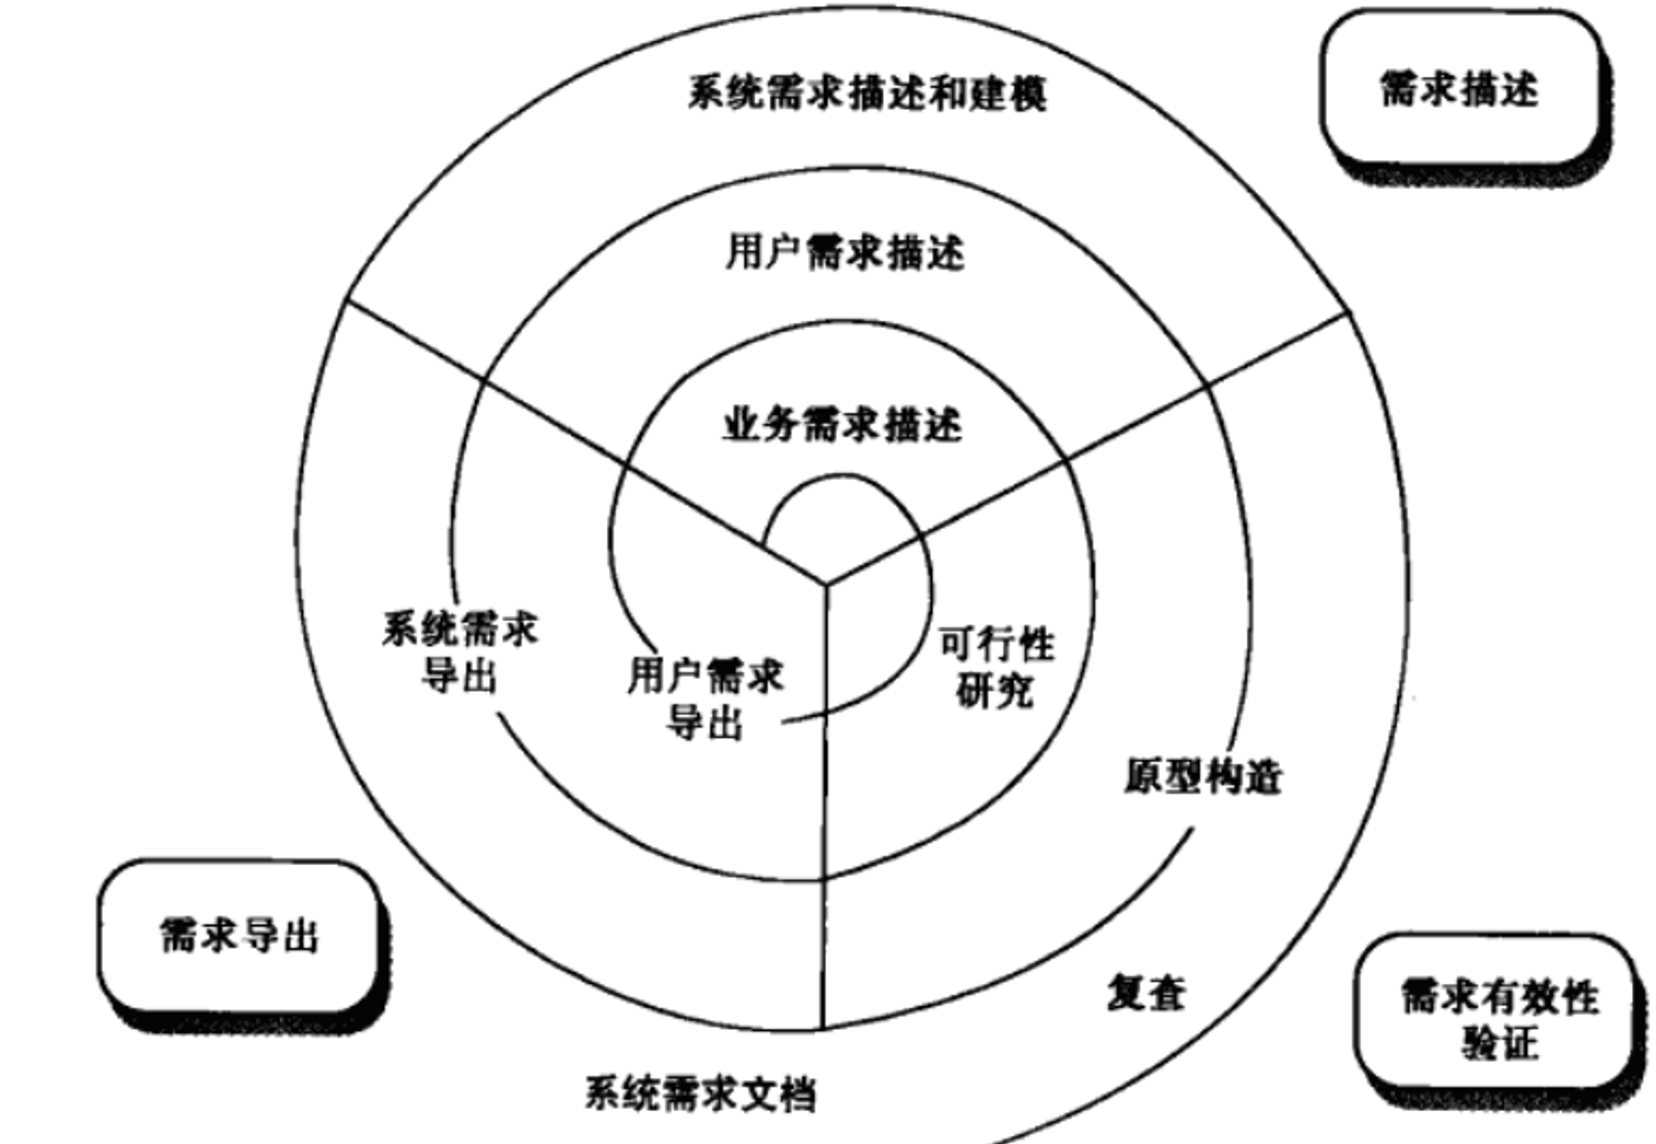 系统需求描述和建模
需求描述
用户需求描述
业务需求描述
系统需求
导出
用户需求
导出
可行性
研究
原型构造
需求导出
复查
需求有效性
验证
系统需求文档